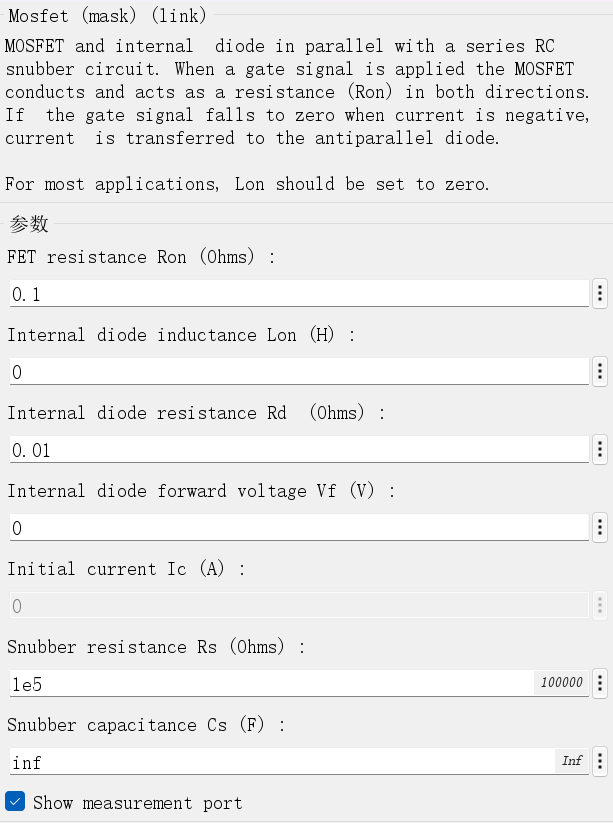 Mosfet (mask) (link)
MOSFET and internal  diode in parallel with a series RC
snubber circuit. When a gate signal is applied the MOSFET
conducts and acts as a resistance (Ron) in both directions.
If  the gate signal falls to zero when current is negative,
current  is transferred to the antiparallel diode.
For most applications, Lon should be set to zero.
参数
FET resistance Ron (Ohms) :
0.1
Internal diode inductance Lon (H) :
0
Internal diode resistance Rd  (Ohms) :
0.01
Internal diode forward voltage Vf (V) :
0
Initial current Ic (A) :
0
Snubber resistance Rs (Ohms) :
1e5 100000
Snubber capacitance Cs (F) :
inf Inf
Show measurement port